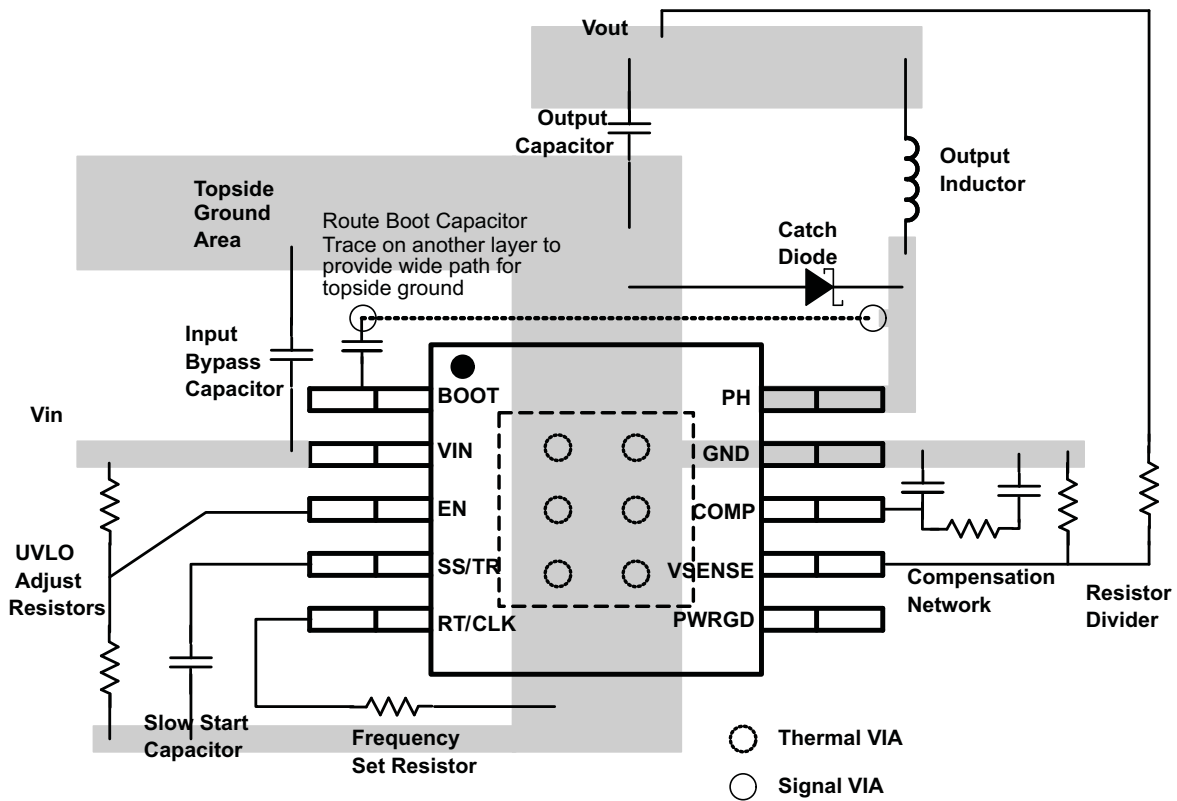 Vout
Output
Capacitor
Output
Inductor
Topside
Ground
Area
Route Boot Capacitor
Trace on another layer to
provide wide path for
topside ground
Catch
Diode
Input
Bypass
Capacitor
Vin
BOOT
VIN
EN
SS/TR
RT/CLK
PH
GND
COMP
VSENSE
PWRGD
UVLO
Adjust
Resistors
Compensation
Network
Resistor
Divider
Slow Start
Capacitor
Frequency
Set Resistor
Thermal VIA
Signal VIA